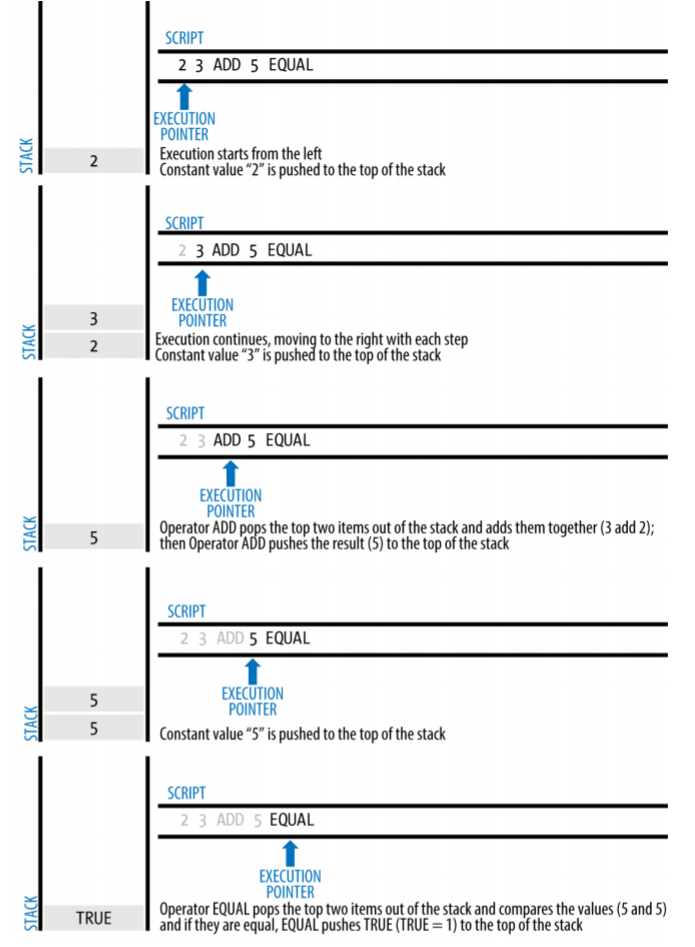 SCRIPT
2 3 ADD 5 EQUAL
EXECUTION
POINTER
STACK
2
Execution starts from the left
Constant value “2” is pushed to the top of the stack
SCRIPT
2 3 ADD 5 EQUAL
EXECUTION
POINTER
STACK
3
2
Execution continues, moving to the right with each step
Constant value “3” is pushed to the top of the stack
SCRIPT
2 3 ADD 5 EQUAL
EXECUTION
POINTER
STACK
5
Operator ADD pops the top two items out of the stack and adds them together (3 add 2);
then Operator ADD pushes the result (5) to the top of the stack
SCRIPT
2 3 ADD 5 EQUAL
EXECUTION
POINTER
STACK
5
5
Constant value “5” is pushed to the top of the stack
SCRIPT
2 3 ADD 5 EQUAL
EXECUTION
POINTER
STACK
TRUE
Operator EQUAL pops the top two items out of the stack and compares the values (5 and 5)
and if they are equal, EQUAL pushes TRUE (TRUE = 1) to the top of the stack